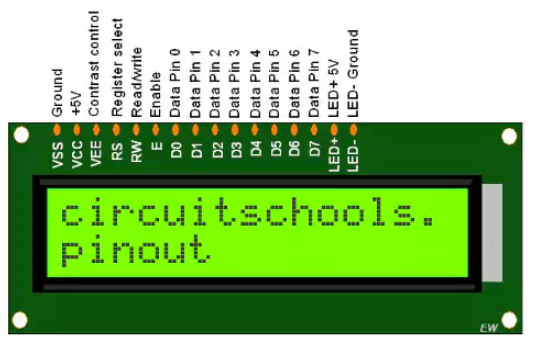 Ground
+5V
Contrast control
Register select
Read/write
Enable
Data Pin 0
Data Pin 1
Data Pin 2
Data Pin 3
Data Pin 4
Data Pin 5
Data Pin 6
Data Pin 7
LED+ 5V
LED- Ground
VSS
VCC
VEE
RS
RW
E
D0
D1
D2
D3
D4
D5
D6
D7
LED+
LED-
circuitschools.
pinout
EW